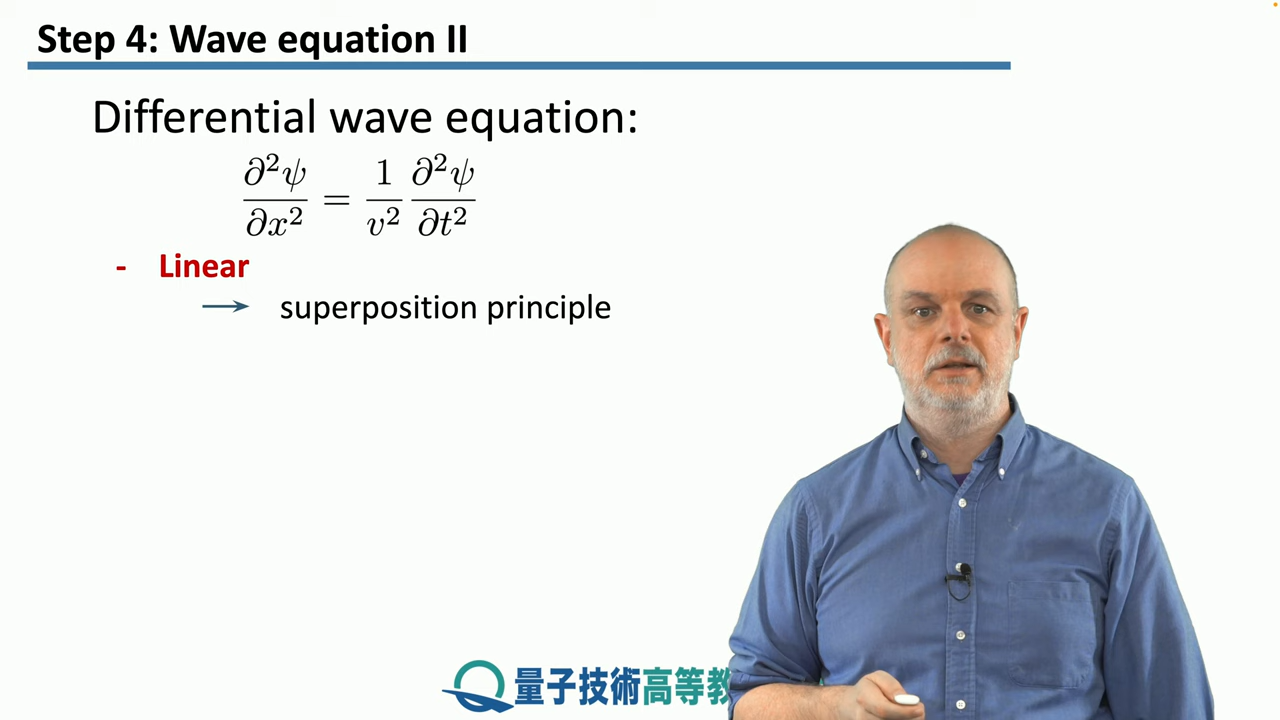 Step 4: Wave equation II
Differential wave equation:
∂²ψ/∂x² = 1/v² ∂²ψ/∂t²
- Linear
→ superposition principle
量子技術高等教